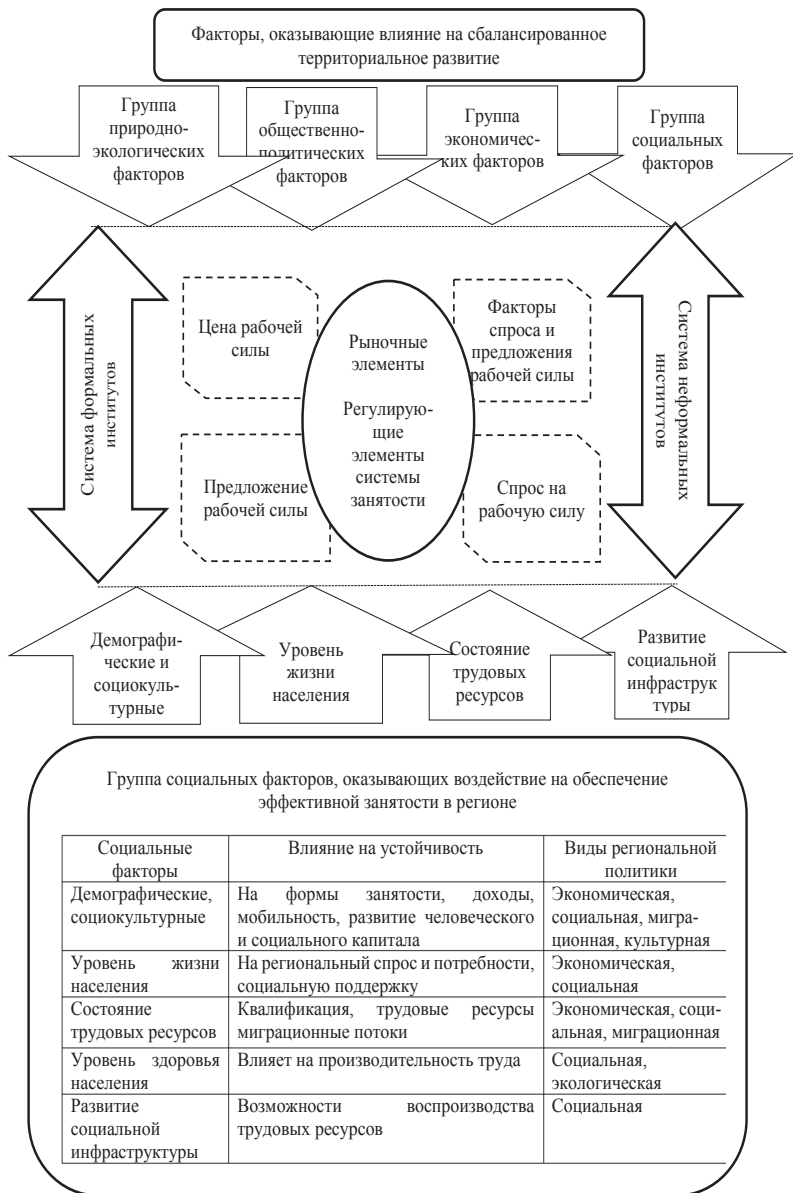 Факторы, оказывающие влияние на сбалансированное
территориальное развитие
Группа
природно-
экологических
факторов
Группа
общественно-
политических
факторов
Группа
экономичес-
ких факторов
Группа
социальных
факторов
Система формальных
институтов
Цена рабочей
силы
Рыночные
элементы
Регулирую-
щие
элементы
системы
занятости
Факторы
спроса и
предложения
рабочей силы
Предложение
рабочей силы
Спрос на
рабочую силу
Система неформальных
институтов
Демографи-
ческие и
социокуль-
турные
Уровень
жизни
населения
Состояние
трудовых
ресурсов
Развитие
социальной
инфраструк
туры
Группа социальных факторов, оказывающих воздействие на обеспечение
эффективной занятости в регионе
Социальные
факторы
Влияние на устойчивость
Виды региональной
политики
Демографические,
социокультурные
На формы занятости, доходы,
мобильность, развитие человеческого
и социального капитала
Экономическая,
социальная, мигра-
ционная, культурная
Уровень жизни
населения
На региональный спрос и потребности,
социальную поддержку
Экономическая,
социальная
Состояние
трудовых ресурсов
Квалификация, трудовые ресурсы
миграционные потоки
Экономическая, соци-
альная, миграционная
Уровень здоровья
населения
Влияет на производительность труда
Социальная,
экологическая
Развитие
социальной
инфраструктуры
Возможности воспроизводства
трудовых ресурсов
Социальная